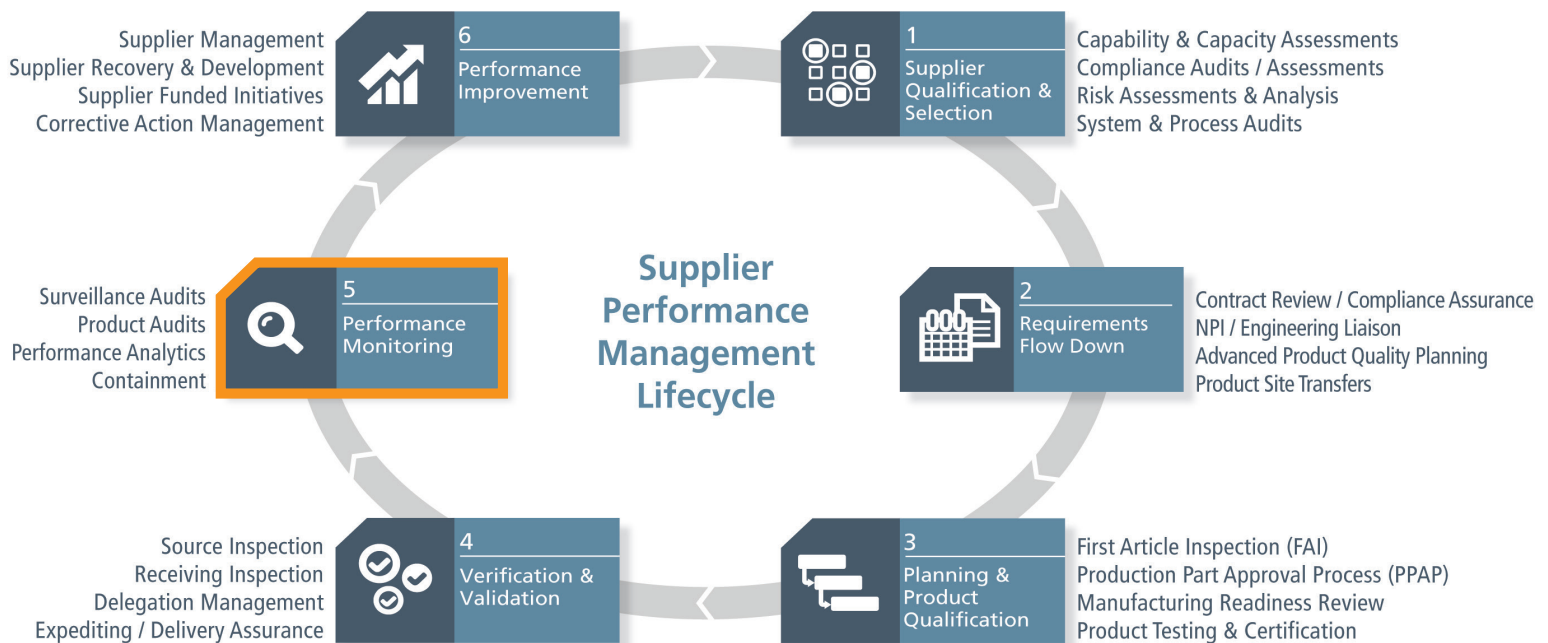 Supplier Management
Supplier Recovery & Development
Supplier Funded Initiatives
Corrective Action Management
6
Performance
Improvement
1
Supplier
Qualification &
Selection
Capability & Capacity Assessments
Compliance Audits / Assessments
Risk Assessments & Analysis
System & Process Audits
Surveillance Audits
Product Audits
Performance Analytics
Containment
5
Performance
Monitoring
Supplier
Performance
Management
Lifecycle
2
Requirements
Flow Down
Contract Review / Compliance Assurance
NPI / Engineering Liaison
Advanced Product Quality Planning
Product Site Transfers
Source Inspection
Receiving Inspection
Delegation Management
Expediting / Delivery Assurance
4
Verification &
Validation
3
Planning &
Product
Qualification
First Article Inspection (FAI)
Production Part Approval Process (PPAP)
Manufacturing Readiness Review
Product Testing & Certification